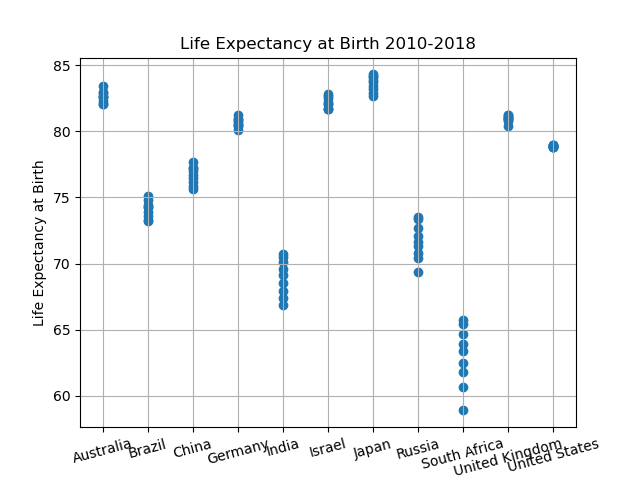 Life Expectancy at Birth 2010-2018
Life Expectancy at Birth
85
80
75
70
65
60
Australia
Brazil
China
Germany
India
Israel
Japan
Russia
South Africa
United Kingdom
United States